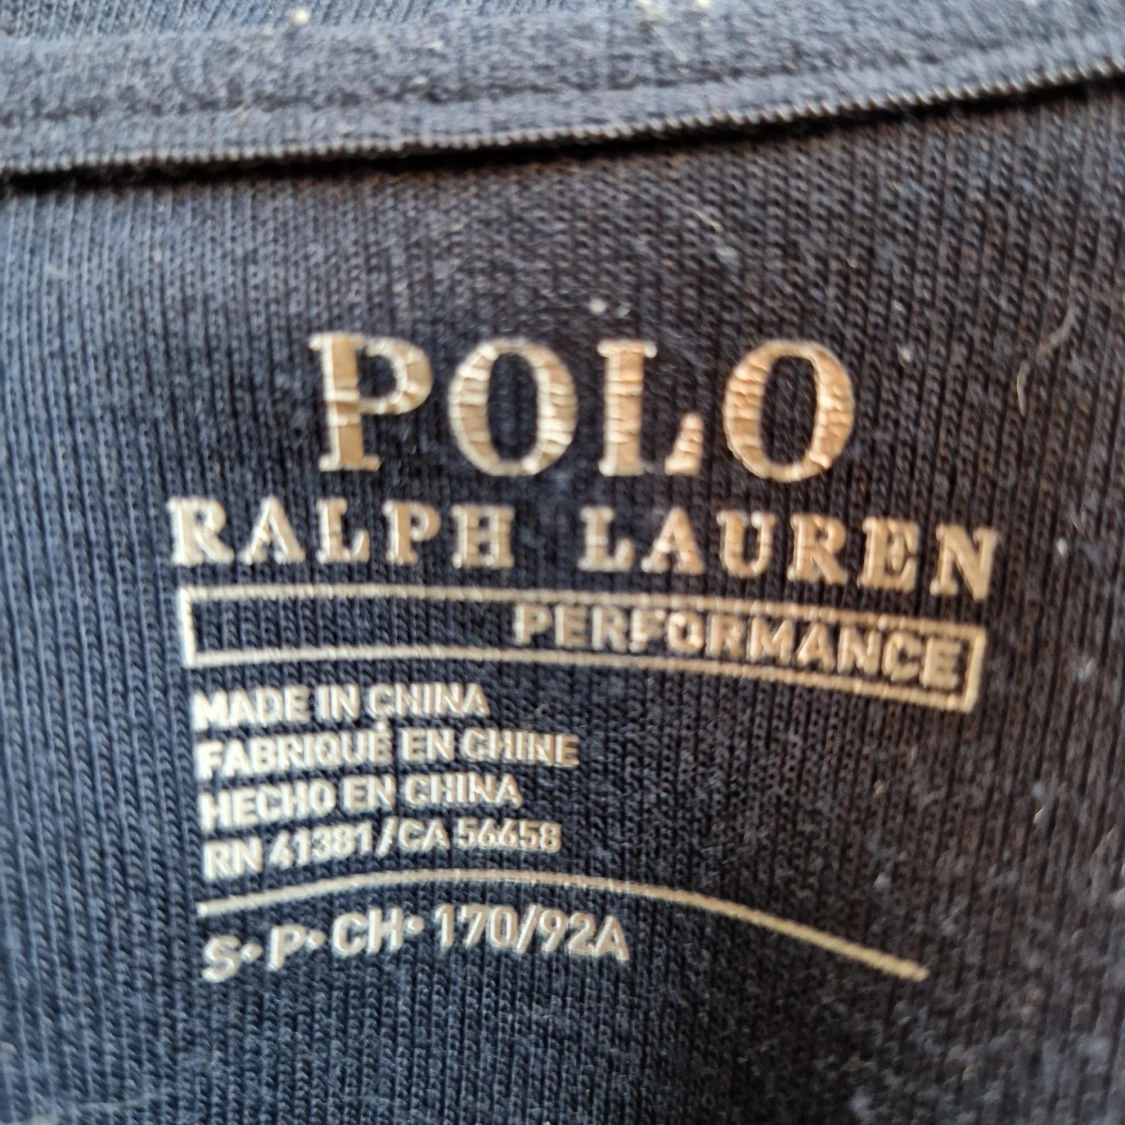 POLO
RALPH LAUREN
PERFORMANCE
MADE IN CHINA
FABRIQUÉ EN CHINE
HECHO EN CHINA
RN 41381/CA 56658
S•P•CH•170/92A